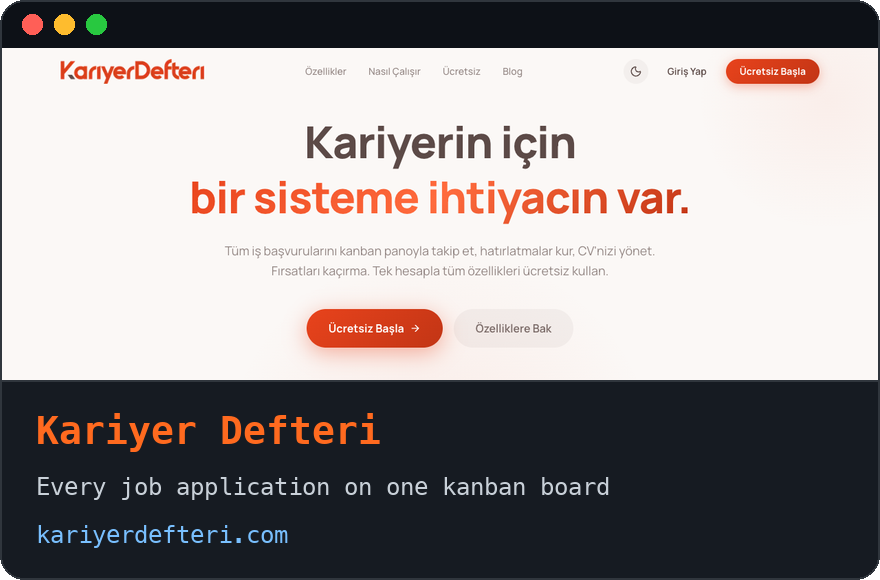 KarıyerDefterı
Özellikler Nasıl Çalışır Ücretsiz Blog Giriş Yap Ücretsiz Başla
Kariyerin için
bir sisteme ihtiyacın var.
Tüm iş başvurularını kanban panoyla takip et, hatırlatmalar kur, CV'nizi yönet.
Fırsatları kaçırma. Tek hesapla tüm özellikleri ücretsiz kullan.
Ücretsiz Başla → Özelliklere Bak
Kariyer Defteri
Every job application on one kanban board
kariyerdefteri.com